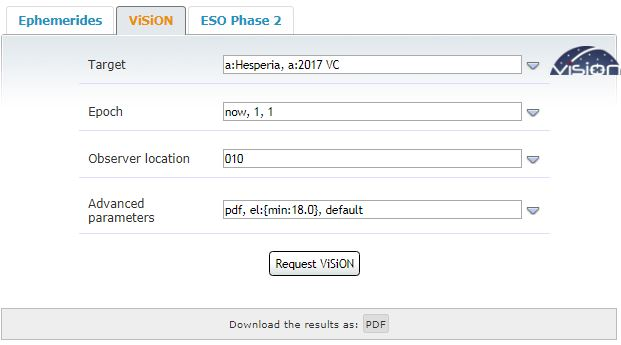 Ephemerides ViSiON ESO Phase 2
Target a:Hesperia, a:2017 VC
ViSiON
Epoch now, 1, 1
Observer location 010
Advanced
parameters pdf, el:{min:18.0}, default
Request ViSiON
Download the results as: PDF